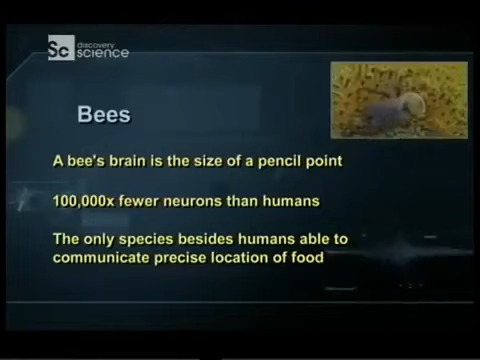 Sc discovery
science
Bees
A bee's brain is the size of a pencil point
100,000x fewer neurons than humans
The only species besides humans able to
communicate precise location of food